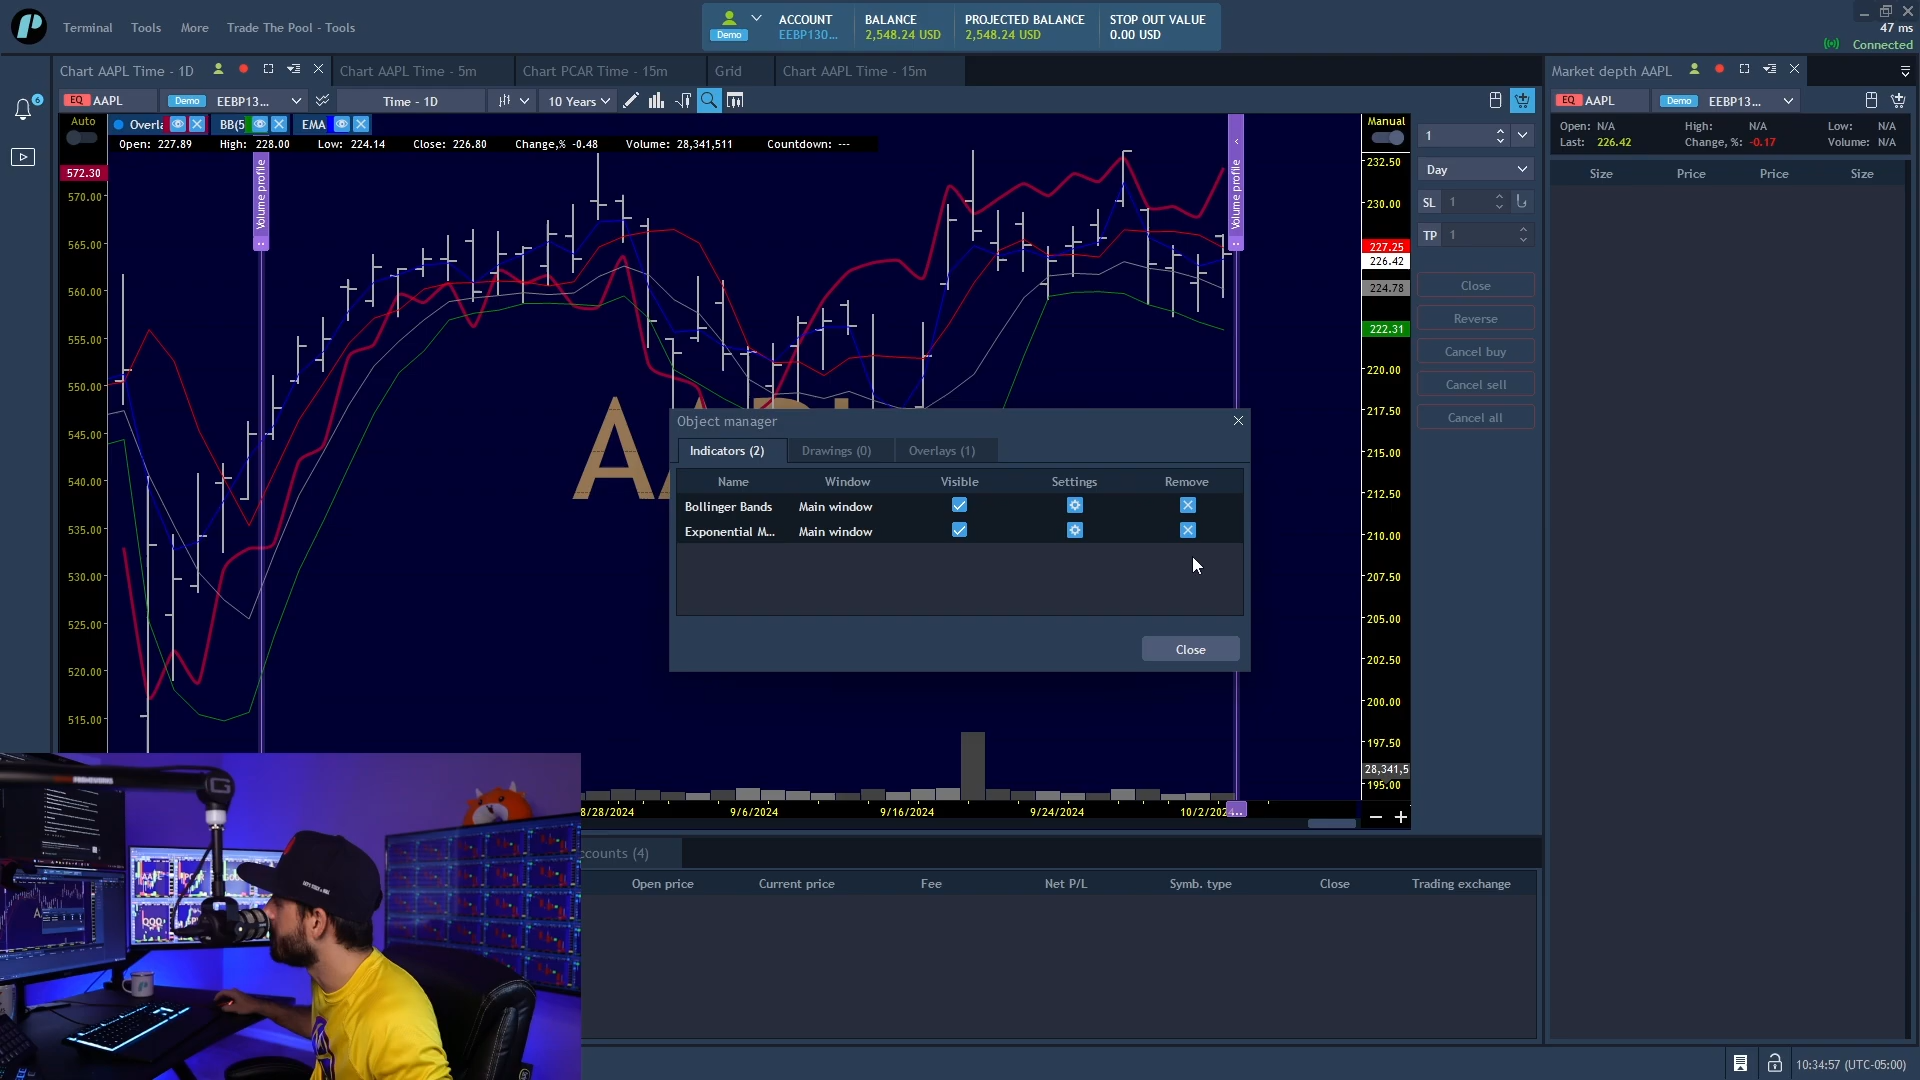 Terminal Tools More Trade The Pool - Tools
Demo
ACCOUNT
EEBP130...
BALANCE
2,548.24 USD
PROJECTED BALANCE
2,548.24 USD
STOP OUT VALUE
0.00 USD
47 ms
Connected
6
Chart AAPL Time - 1D
Chart AAPL Time - 5m
Chart PCAR Time - 15m
Grid
Chart AAPL Time - 15m
Market depth AAPL
EQ AAPL
Demo EEBP13...
Time - 1D
10 Years
EQ AAPL
Demo EEBP13...
Auto
Overla
BB(5
EMA
Manual
Open: 227.89 High: 228.00 Low: 224.14 Close: 226.80 Change,% -0.48 Volume: 28,341,511 Countdown: ---
Open: N/A High: N/A Low: N/A
Last: 226.42 Change, %: -0.17 Volume: N/A
Size Price Price Size
572.30
570.00
565.00
560.00
555.00
550.00
545.00
540.00
535.00
530.00
525.00
520.00
515.00
Volume profile
Volume profile
232.50
230.00
227.25
226.42
224.78
222.31
220.00
217.50
215.00
212.50
210.00
207.50
205.00
202.50
200.00
197.50
28,341,5
195.00
1
Day
SL 1
TP 1
Close
Reverse
Cancel buy
Cancel sell
Cancel all
Object manager
Indicators (2) Drawings (0) Overlays (1)
Name Window Visible Settings Remove
Bollinger Bands Main window
Exponential M... Main window
Close
8/28/2024 9/6/2024 9/16/2024 9/24/2024 10/2/202
ccounts (4)
Open price Current price Fee Net P/L Symb. type Close Trading exchange
10:34:57 (UTC-05:00)